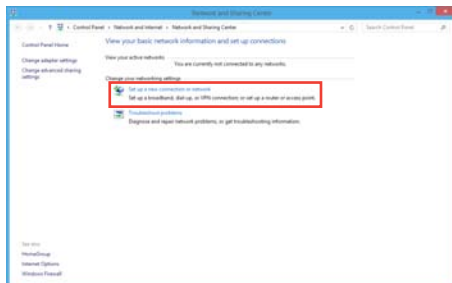 Network and Sharing Center
Control Panel › Network and Internet › Network and Sharing Center
Search Control Panel
Control Panel Home
Change adapter settings
Change advanced sharing
settings
View your basic network information and set up connections
View your active networks
You are currently not connected to any networks.
Change your networking settings
Set up a new connection or network
Set up a broadband, dial-up, or VPN connection; or set up a router or access point.
Troubleshoot problems
Diagnose and repair network problems, or get troubleshooting information.
See also
HomeGroup
Internet Options
Windows Firewall